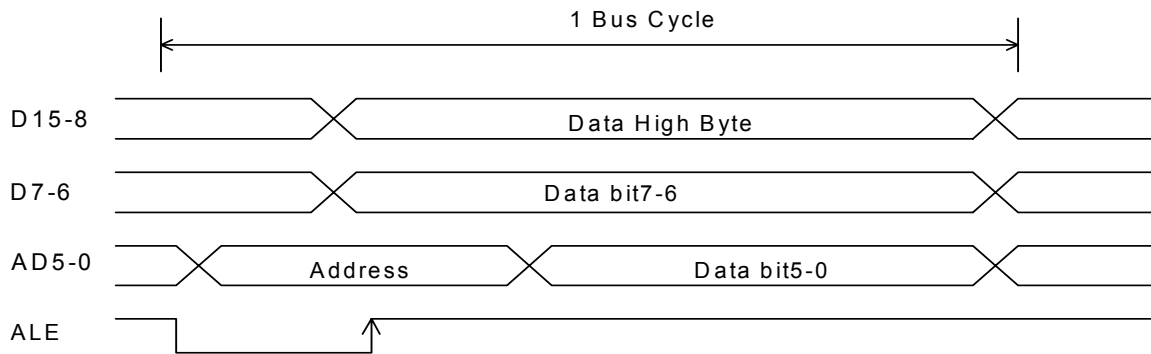 1 Bus Cycle
D15-8
Data High Byte
D7-6
Data bit7-6
AD5-0
Address
Data bit5-0
ALE